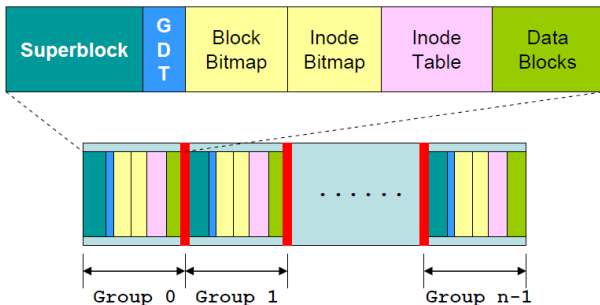 Superblock
G
D
T
Block
Bitmap
Inode
Bitmap
Inode
Table
Data
Blocks
. . . . . .
Group 0
Group 1
Group n-1